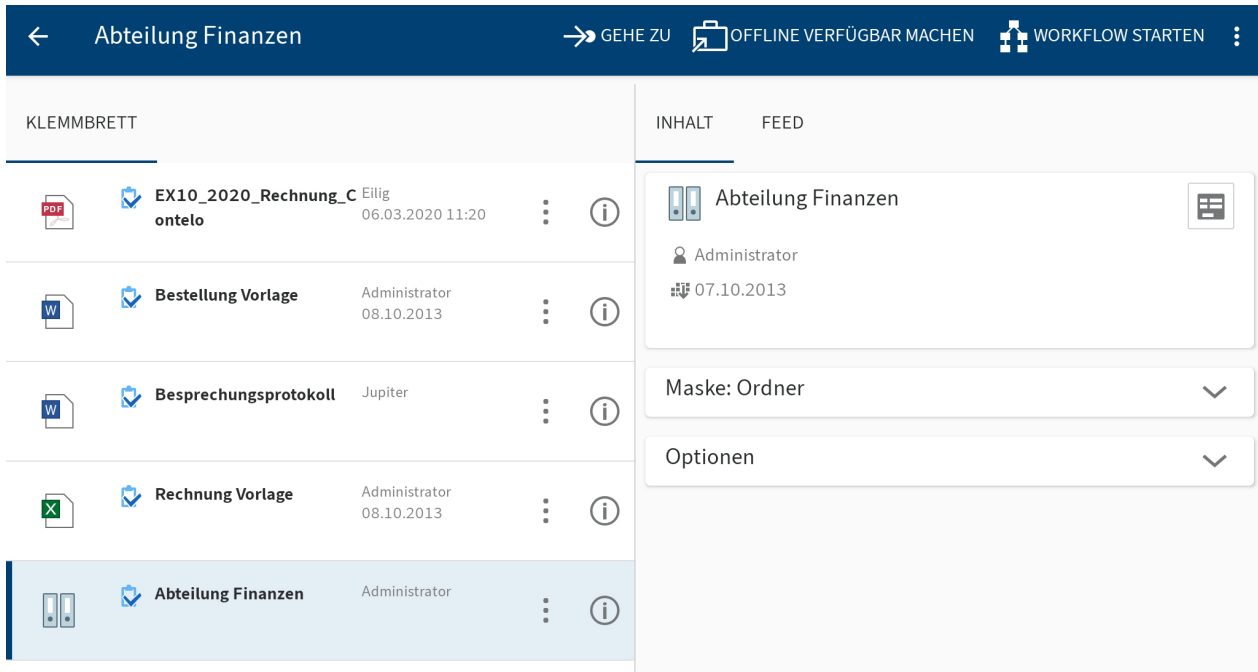 Abteilung Finanzen
GEHE ZU
OFFLINE VERFÜGBAR MACHEN
WORKFLOW STARTEN
KLEMMBRETT
PDF
EX10_2020_Rechnung_C
ontelo
Eilig
06.03.2020 11:20
W
Bestellung Vorlage
Administrator
08.10.2013
W
Besprechungsprotokoll
Jupiter
X
Rechnung Vorlage
Administrator
08.10.2013
Abteilung Finanzen
Administrator
INHALT
FEED
Abteilung Finanzen
Administrator
07.10.2013
Maske: Ordner
Optionen